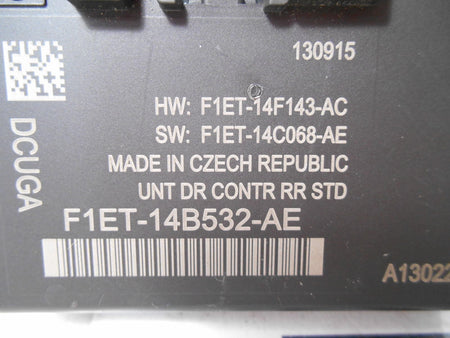 130915
HW: F1ET-14F143-AC
SW: F1ET-14C068-AE
MADE IN CZECH REPUBLIC
UNT DR CONTR RR STD
DCUGA
F1ET-14B532-AE
A13022